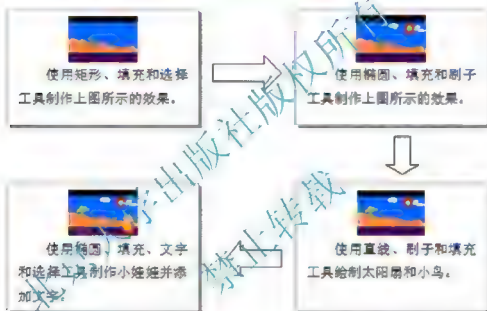 使用矩形、填充和选择
工具制作上图所示的效果。
使用椭圆、填充和刷子
工具制作上图所示的效果。
使用直线、刷子和填充
工具绘制太阳扇和小鸟。
使用椭圆、填充、文字
和选择工具制作小娃娃并添
加文字。
大学出版社版权所有
禁止转载